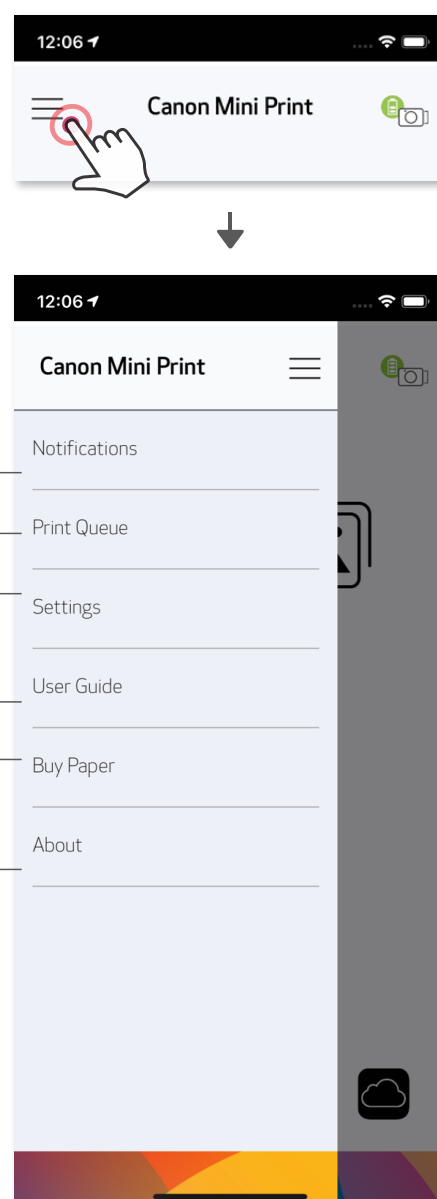 12:06
Canon Mini Print
12:06
Canon Mini Print
Notifications
Print Queue
Settings
User Guide
Buy Paper
About